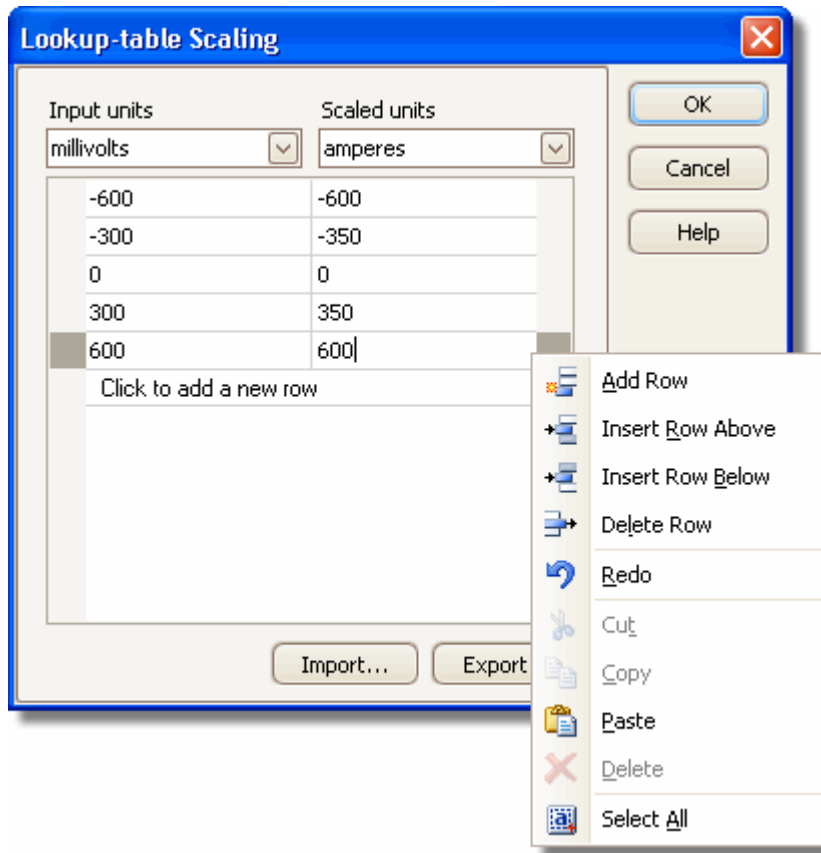 Lookup-table Scaling
Input units Scaled units
millivolts amperes
-600 -600
-300 -350
0 0
300 350
600 600
Click to add a new row
Import... Export
OK
Cancel
Help
Add Row
Insert Row Above
Insert Row Below
Delete Row
Redo
Cut
Copy
Paste
Delete
Select All